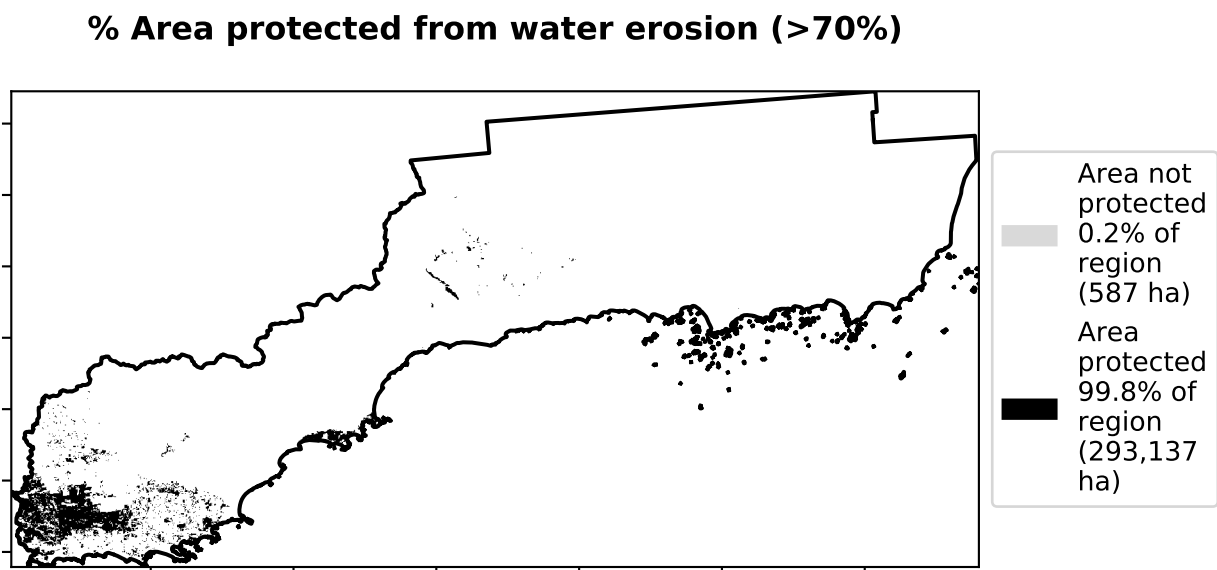 % Area protected from water erosion (>70%)
Area not
protected
0.2% of
region
(587 ha)
Area
protected
99.8% of
region
(293,137
ha)